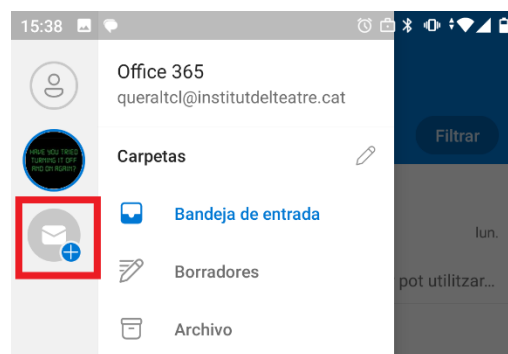 15:38
Office 365
queraltcl@institutdelteatre.cat
HAVE YOU TRIED
TURNING IT OFF
AND ON AGAIN?
Carpetas
Filtrar
Bandeja de entrada
lun.
Borradores
pot utilitzar...
Archivo